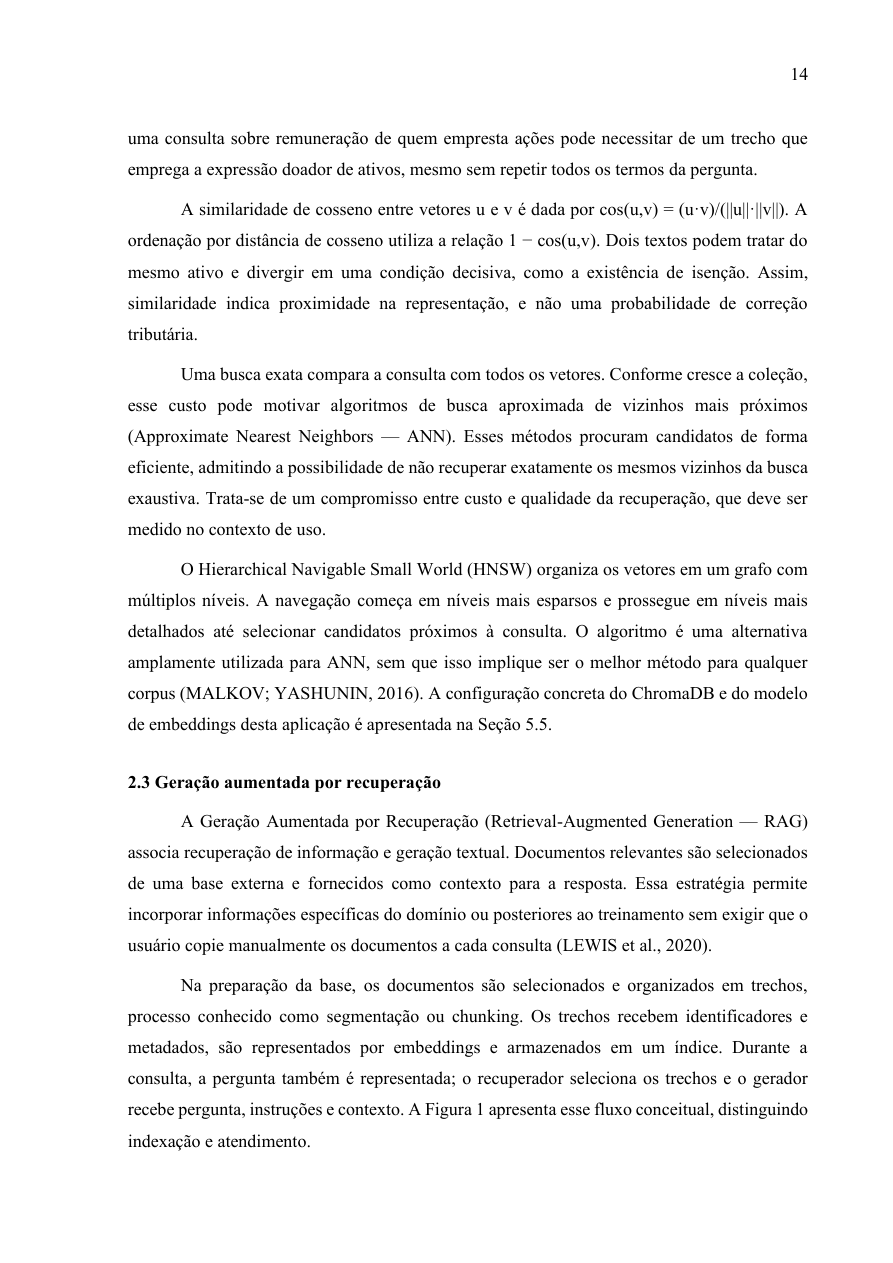 14
uma consulta sobre remuneração de quem empresta ações pode necessitar de um trecho que
emprega a expressão doador de ativos, mesmo sem repetir todos os termos da pergunta.
A similaridade de cosseno entre vetores u e v é dada por cos(u,v) = (u·v)/(||u||·||v||). A
ordenação por distância de cosseno utiliza a relação 1 − cos(u,v). Dois textos podem tratar do
mesmo ativo e divergir em uma condição decisiva, como a existência de isenção. Assim,
similaridade indica proximidade na representação, e não uma probabilidade de correção
tributária.
Uma busca exata compara a consulta com todos os vetores. Conforme cresce a coleção,
esse custo pode motivar algoritmos de busca aproximada de vizinhos mais próximos
(Approximate Nearest Neighbors — ANN). Esses métodos procuram candidatos de forma
eficiente, admitindo a possibilidade de não recuperar exatamente os mesmos vizinhos da busca
exaustiva. Trata-se de um compromisso entre custo e qualidade da recuperação, que deve ser
medido no contexto de uso.
O Hierarchical Navigable Small World (HNSW) organiza os vetores em um grafo com
múltiplos níveis. A navegação começa em níveis mais esparsos e prossegue em níveis mais
detalhados até selecionar candidatos próximos à consulta. O algoritmo é uma alternativa
amplamente utilizada para ANN, sem que isso implique ser o melhor método para qualquer
corpus (MALKOV; YASHUNIN, 2016). A configuração concreta do ChromaDB e do modelo
de embeddings desta aplicação é apresentada na Seção 5.5.
2.3 Geração aumentada por recuperação
A Geração Aumentada por Recuperação (Retrieval-Augmented Generation — RAG)
associa recuperação de informação e geração textual. Documentos relevantes são selecionados
de uma base externa e fornecidos como contexto para a resposta. Essa estratégia permite
incorporar informações específicas do domínio ou posteriores ao treinamento sem exigir que o
usuário copie manualmente os documentos a cada consulta (LEWIS et al., 2020).
Na preparação da base, os documentos são selecionados e organizados em trechos,
processo conhecido como segmentação ou chunking. Os trechos recebem identificadores e
metadados, são representados por embeddings e armazenados em um índice. Durante a
consulta, a pergunta também é representada; o recuperador seleciona os trechos e o gerador
recebe pergunta, instruções e contexto. A Figura 1 apresenta esse fluxo conceitual, distinguindo
indexação e atendimento.